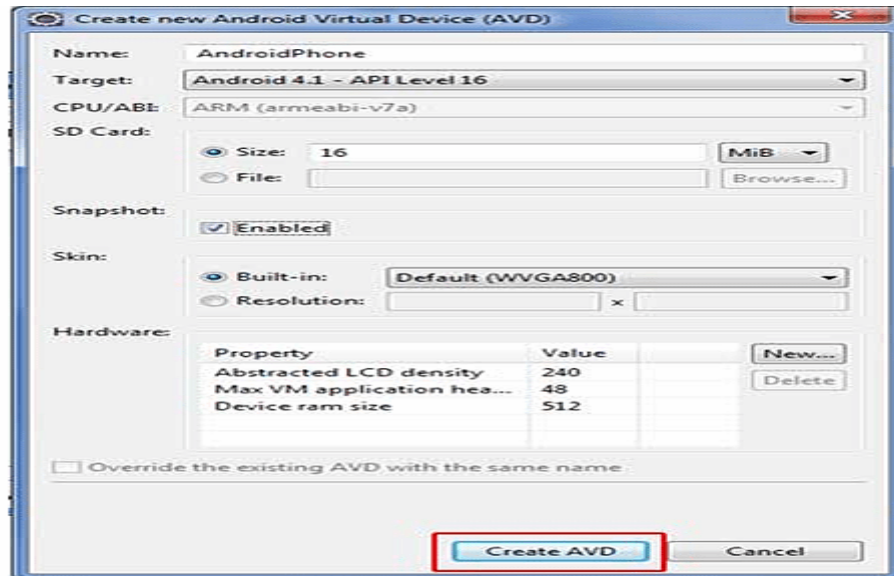 Create new Android Virtual Device (AVD)
Name: AndroidPhone
Target: Android 4.1 - API Level 16
CPU/ABI: ARM (armeabi-v7a)
SD Card:
Size: 16 MiB
File: Browse...
Snapshot:
Enabled
Skin:
Built-in: Default (WVGA800)
Resolution: x
Hardware:
Property Value New...
Abstracted LCD density 240 Delete
Max VM application hea... 48
Device ram size 512
Override the existing AVD with the same name
Create AVD Cancel